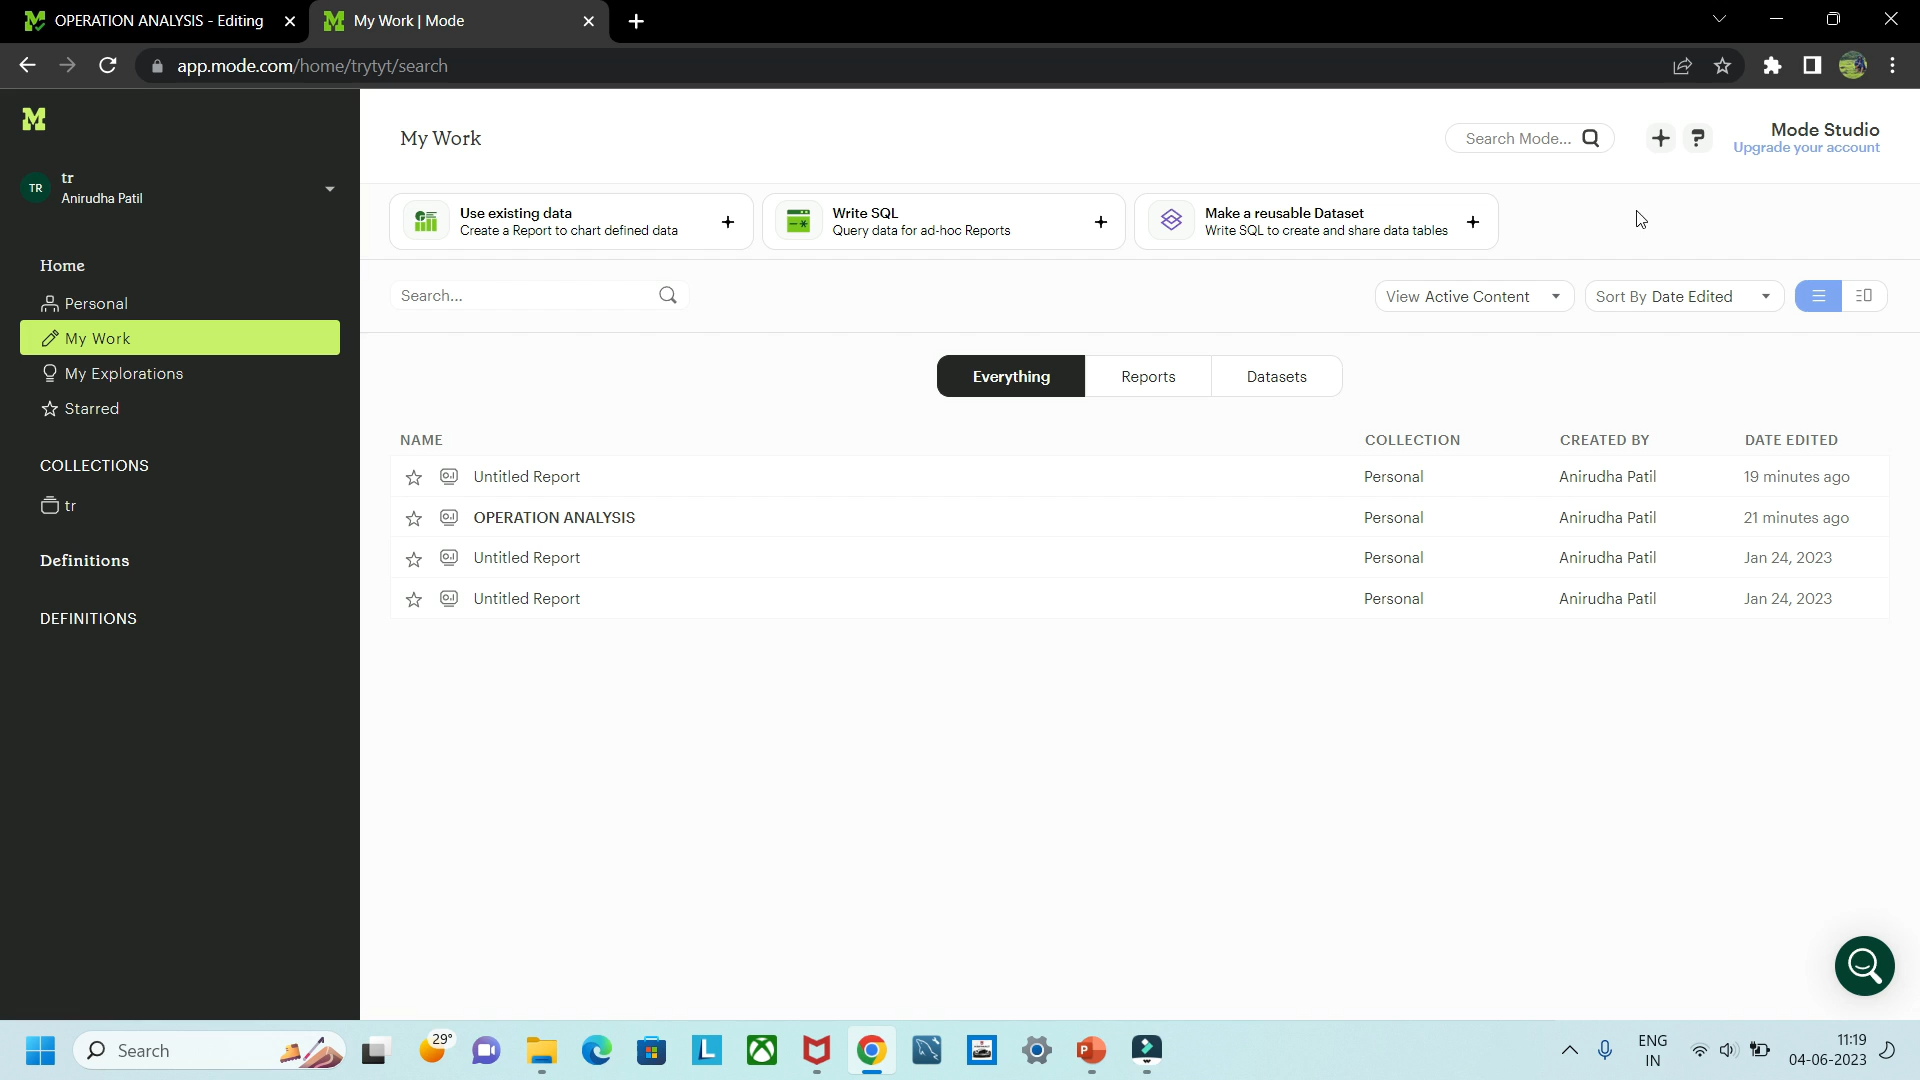 OPERATION ANALYSIS - Editing
My Work | Mode
app.mode.com/home/trytyt/search
TR
tr
Anirudha Patil
Home
Personal
My Work
My Explorations
Starred
COLLECTIONS
tr
Definitions
DEFINITIONS
My Work
Search Mode...
Mode Studio
Upgrade your account
Use existing data
Create a Report to chart defined data
Write SQL
Query data for ad-hoc Reports
Make a reusable Dataset
Write SQL to create and share data tables
Search...
View Active Content
Sort By Date Edited
Everything
Reports
Datasets
NAME COLLECTION CREATED BY DATE EDITED
Untitled Report Personal Anirudha Patil 19 minutes ago
OPERATION ANALYSIS Personal Anirudha Patil 21 minutes ago
Untitled Report Personal Anirudha Patil Jan 24, 2023
Untitled Report Personal Anirudha Patil Jan 24, 2023
Search
29°
ENG
IN
11:19
04-06-2023